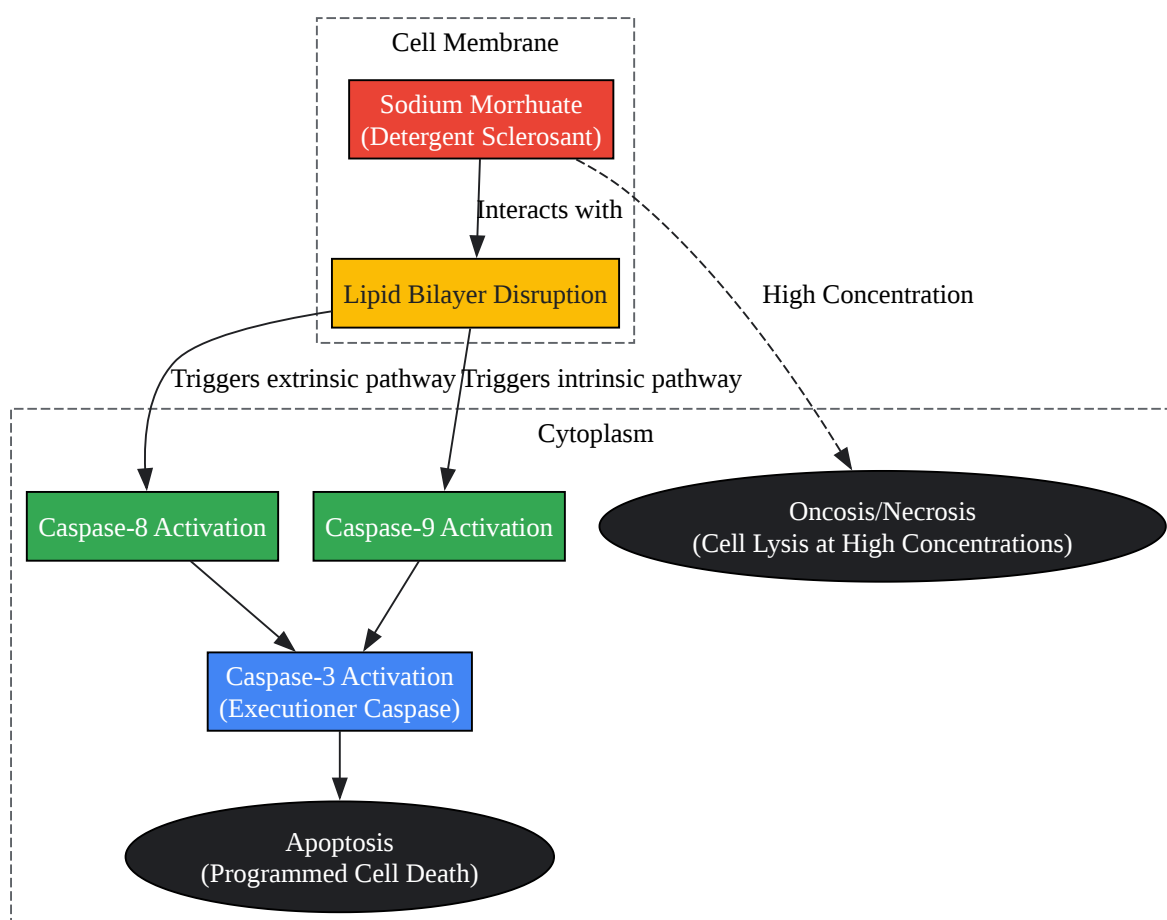 Cell Membrane
Sodium Morrhuate
(Detergent Sclerosant)
Interacts with
Lipid Bilayer Disruption
High Concentration
Triggers extrinsic pathway
Triggers intrinsic pathway
Cytoplasm
Caspase-8 Activation
Caspase-9 Activation
Oncosis/Necrosis
(Cell Lysis at High Concentrations)
Caspase-3 Activation
(Executioner Caspase)
Apoptosis
(Programmed Cell Death)